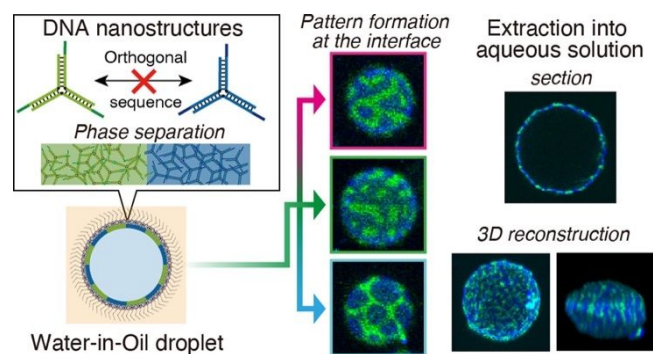 DNA nanostructures
Orthogonal
sequence
Phase separation
Water-in-Oil droplet
Pattern formation
at the interface
Extraction into
aqueous solution
section
3D reconstruction